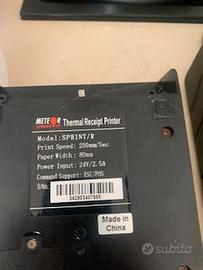 METEOR Thermal Receipt Printer
Model: SPRINT/R
Print Speed: 250mm/Sec
Paper Width: 80mm
Power Input: 24V/2.5A
Command Support: ESC/POS
S/No.
342803407980
Made in
China
subito